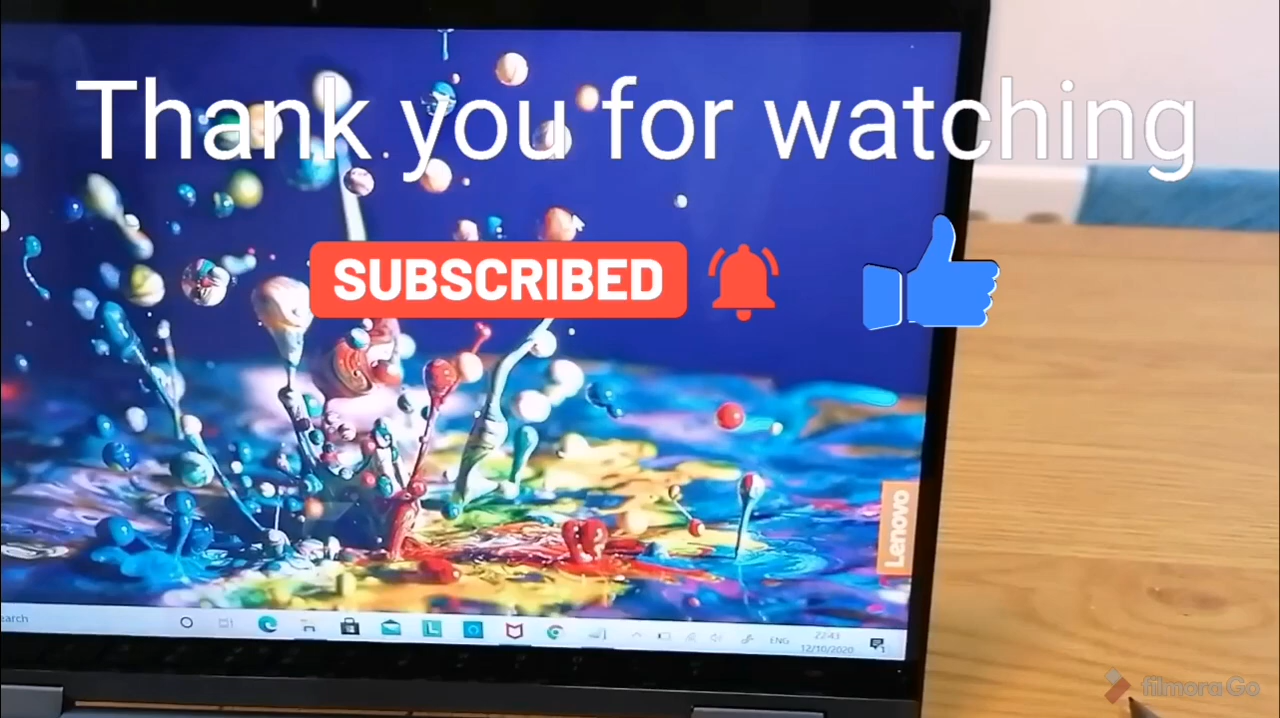 Thank you for watching
SUBSCRIBED
Lenovo
earch
ENG
22:43
12/10/2020
filmora Go